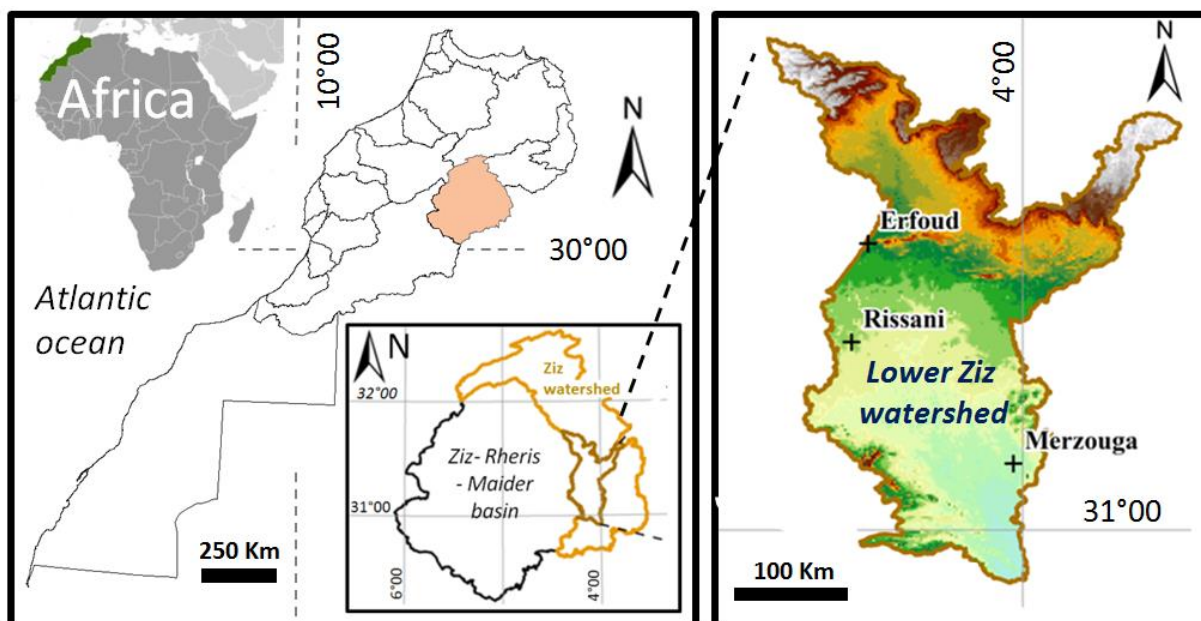 Africa
10°00
N
30°00
Atlantic
ocean
250 Km
N
Ziz
watershed
32°00
Ziz- Rheris
- Maider
basin
31°00
6°00
4°00
4°00
N
Erfoud
Rissani
Lower Ziz
watershed
Merzouga
31°00
100 Km